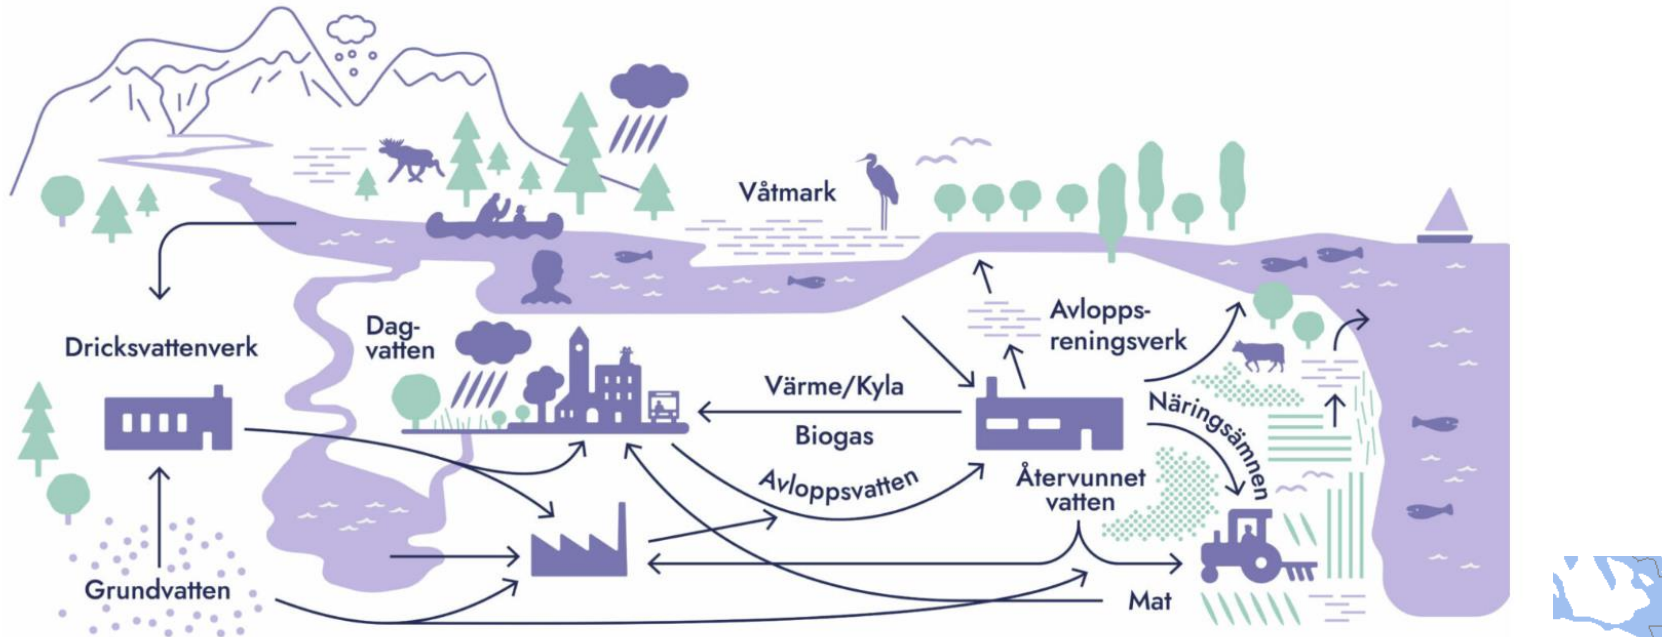 Våtmark
Dricksvattenverk
Dag-
vatten
Avlopps-
reningsverk
Värme/Kyla
Biogas
Näringsämnen
Avloppsvatten
Återvunnet
vatten
Grundvatten
Mat